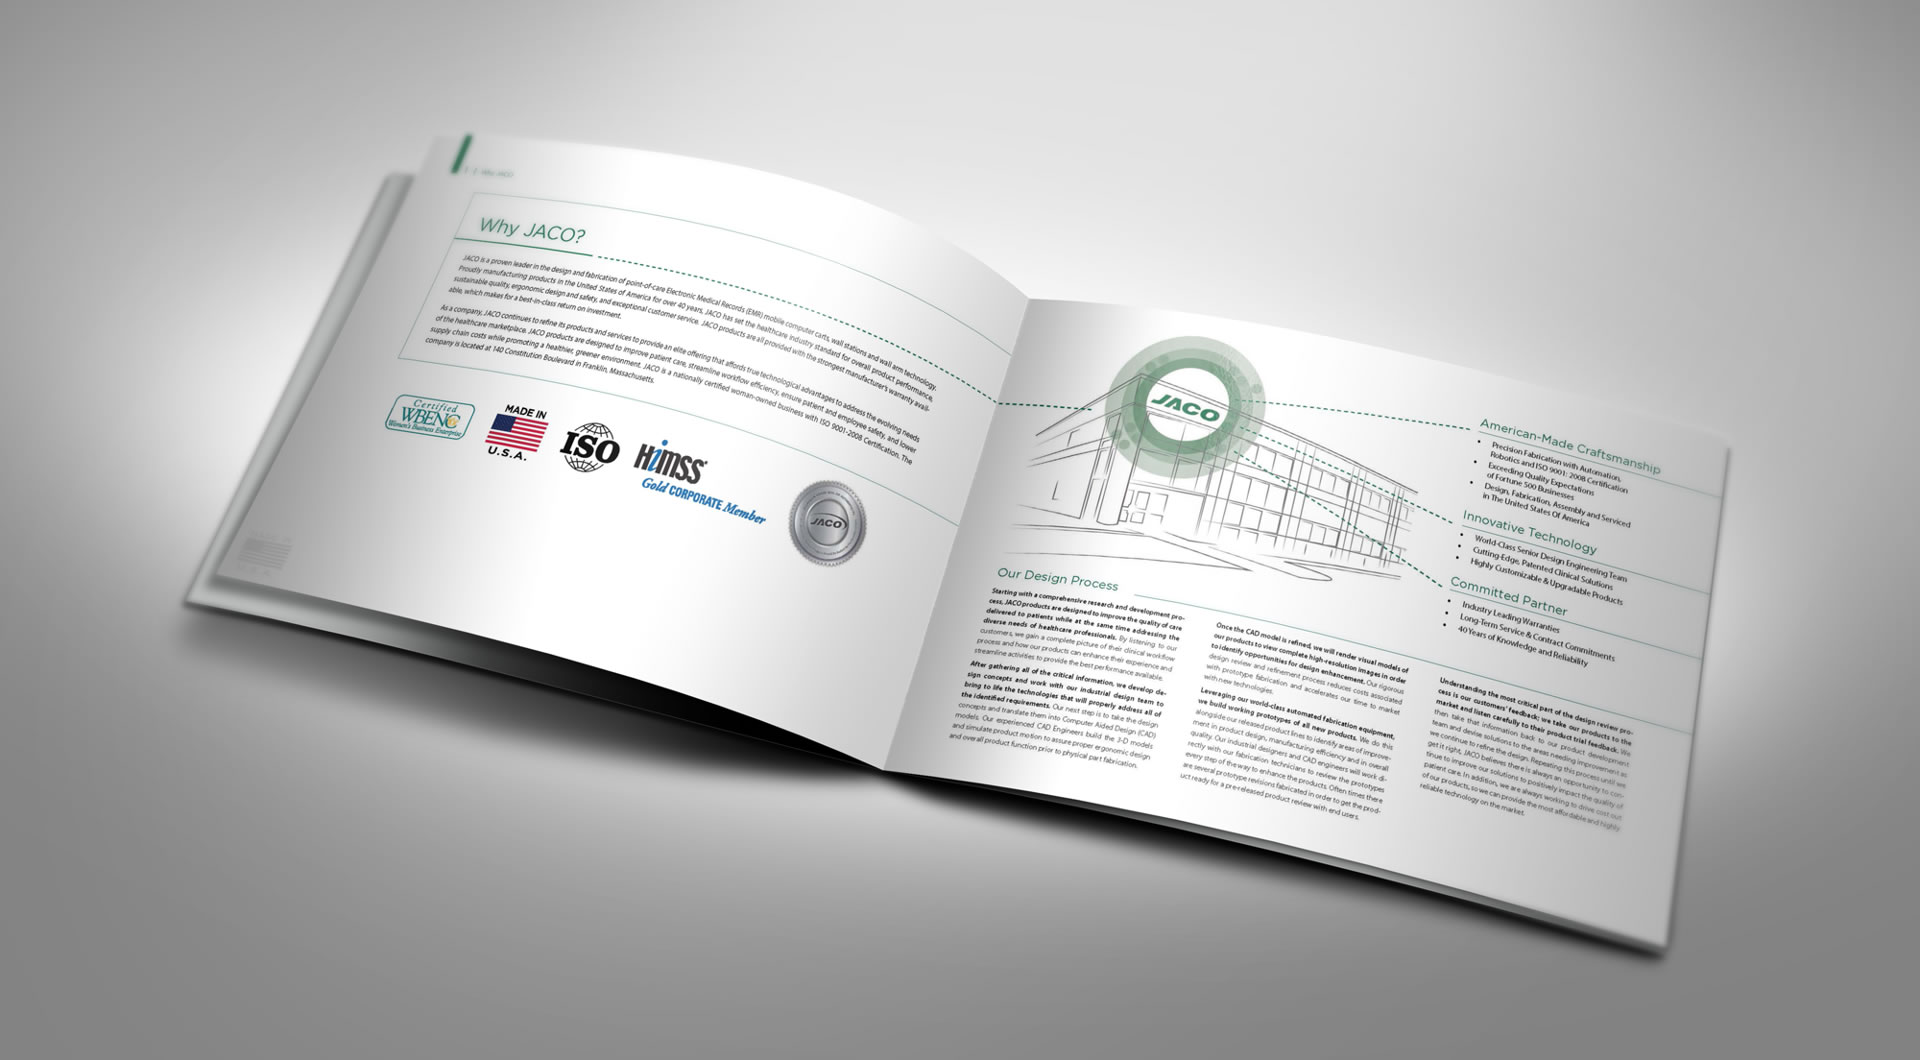 Why JACO?
JACO is a proven leader in the design and fabrication of point-of-care Electronic Medical Records (EMR) mobile computer carts, wall stations and wall arm technology.
Proudly manufacturing products in the United States of America for over 40 years, JACO has set the healthcare industry standard for overall product performance,
sustainable quality, ergonomic design and safety, and exceptional customer service. JACO products are all provided with the strongest manufacturer's warranty avail-
able, which makes for a best-in-class return on investment.
As a company, JACO continues to refine its products and services to provide an elite offering that affords true technological advantages to address the evolving needs
of the healthcare marketplace. JACO products are designed to improve patient care, streamline workflow efficiency, ensure patient and employee safety, and lower
supply chain costs while promoting a healthier, greener environment. JACO is a nationally certified woman-owned business with ISO 9001-2008 Certification. The
company is located at 140 Constitution Boulevard in Franklin, Massachusetts.
Certified
WBENC
Women's Business Enterprise
MADE IN
U.S.A.
ISO
HiMSS
Gold CORPORATE Member
JACO
MADE IN
U.S.A.
JACO
American-Made Craftsmanship
• Precision Fabrication with Automation,
Robotics and ISO 9001: 2008 Certification
• Exceeding Quality Expectations
of Fortune 500 Businesses
• Design, Fabrication, Assembly and Serviced
in The United States Of America
Innovative Technology
• World-Class Senior Design Engineering Team
• Cutting-Edge, Patented Clinical Solutions
• Highly Customizable & Upgradable Products
Committed Partner
• Industry Leading Warranties
• Long-Term Service & Contract Commitments
• 40 Years of Knowledge and Reliability
Our Design Process
Starting with a comprehensive research and development pro-
cess, JACO products are designed to improve the quality of care
delivered to patients while at the same time addressing the
diverse needs of healthcare professionals. By listening to our
customers, we gain a complete picture of their clinical workflow
process and how our products can enhance their experience and
streamline activities to provide the best performance available.
After gathering all of the critical information, we develop de-
sign concepts and work with our industrial design team to
bring to life the technologies that will properly address all of
the identified requirements. Our next step is to take the design
concepts and translate them into Computer Aided Design (CAD)
models. Our experienced CAD Engineers build the 3-D models
and simulate product motion to assure proper ergonomic design
and overall product function prior to physical part fabrication.
Once the CAD model is refined, we will render visual models of
our products to view complete high-resolution images in order
to identify opportunities for design enhancement. Our rigorous
design review and refinement process reduces costs associated
with prototype fabrication and accelerates our time to market
with new technologies.
Leveraging our world-class automated fabrication equipment,
we build working prototypes of all new products. We do this
alongside our released product lines to identify areas of improve-
ment in product design, manufacturing efficiency and in overall
quality. Our industrial designers and CAD engineers will work di-
rectly with our fabrication technicians to review the prototypes
every step of the way to enhance the products. Often times there
are several prototype revisions fabricated in order to get the prod-
uct ready for a pre-released product review with end users.
Understanding the most critical part of the design review pro-
cess is our customers' feedback; we take our products to the
market and listen carefully to their product trial feedback. We
then take that information back to our product development
team and devise solutions to the areas needing improvement as
we continue to refine the design. Repeating this process until we
get it right, JACO believes there is always an opportunity to con-
tinue to improve our solutions to positively impact the quality of
patient care. In addition, we are always working to drive cost out
of our products, so we can provide the most affordable and highly
reliable technology on the market.